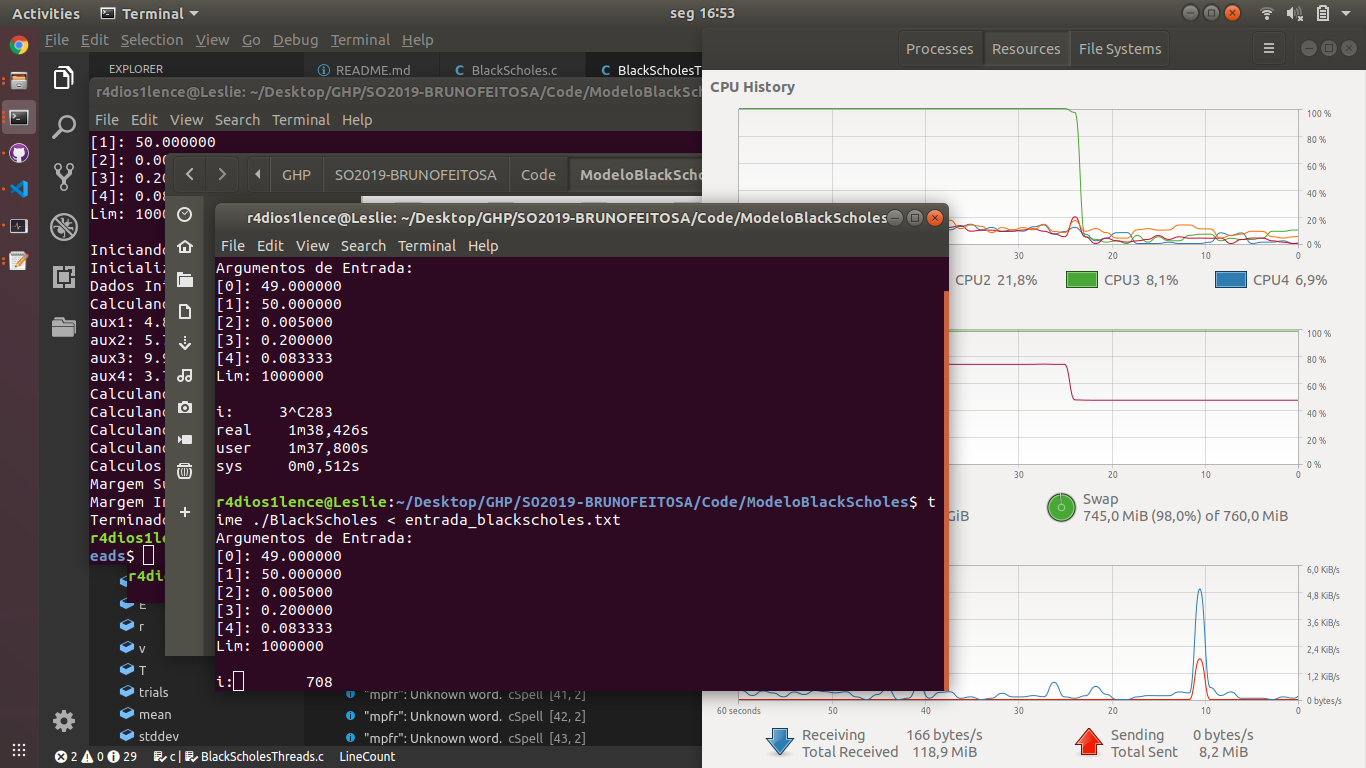 Activities Terminal seg 16:53
File Edit Selection View Go Debug Terminal Help
EXPLORER README.md BlackScholes.c BlackScholesT
r4dios1lence@Leslie: ~/Desktop/GHP/SO2019-BRUNOFEITOSA/Code/ModeloBlackSch
File Edit View Search Terminal Help
[1]: 50.000000
[2]: 0.00
[3]: 0.20
[4]: 0.08
Lim: 1000
Iniciando
Inicializ
Dados Int
Calculand
aux1: 4.8
aux2: 5.7
aux3: 9.9
aux4: 3.7
Calculand
Calculand
Calculand
Calculand
Calculos
Margem Su
Margem In
Terminado
r4dios1le
eads$
r4di
GHP SO2019-BRUNOFEITOSA Code ModeloBlackScho
r4dios1lence@Leslie: ~/Desktop/GHP/SO2019-BRUNOFEITOSA/Code/ModeloBlackScholes
File Edit View Search Terminal Help
Argumentos de Entrada:
[0]: 49.000000
[1]: 50.000000
[2]: 0.005000
[3]: 0.200000
[4]: 0.083333
Lim: 1000000
i: 3^C283
real 1m38,426s
user 1m37,800s
sys 0m0,512s
r4dios1lence@Leslie:~/Desktop/GHP/SO2019-BRUNOFEITOSA/Code/ModeloBlackScholes$ t
ime ./BlackScholes < entrada_blackscholes.txt
Argumentos de Entrada:
[0]: 49.000000
[1]: 50.000000
[2]: 0.005000
[3]: 0.200000
[4]: 0.083333
Lim: 1000000
i: 708
E
r
v
T
trials
mean
stddev
"mpfr": Unknown word. cSpell [41, 2]
"mpfr": Unknown word. cSpell [42, 2]
"mpfr": Unknown word. cSpell [43, 2]
2 0 29 c | BlackScholesThreads.c LineCount
Processes Resources File Systems
CPU History
100 %
80 %
60 %
40 %
20 %
0 %
30 20 10 0
CPU2 21,8% CPU3 8,1% CPU4 6,9%
100 %
80 %
60 %
40 %
20 %
0 %
30 20 10 0
GiB
Swap
745,0 MiB (98,0%) of 760,0 MiB
6,0 KiB/s
4,8 KiB/s
3,6 KiB/s
2,4 KiB/s
1,2 KiB/s
0 bytes/s
60 seconds 50 40 30 20 10 0
Receiving 166 bytes/s
Total Received 118,9 MiB
Sending 0 bytes/s
Total Sent 8,2 MiB